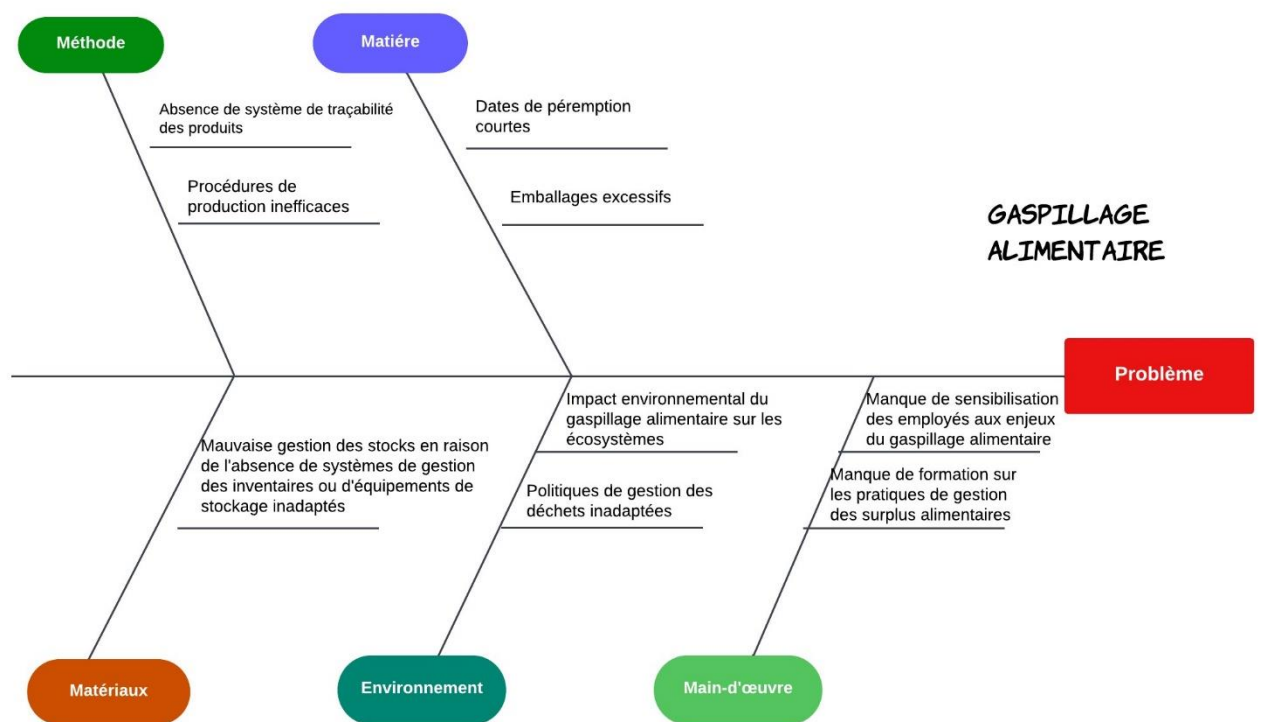 Méthode
Matiére
Absence de système de traçabilité
des produits
Dates de péremption
courtes
Procédures de
production inefficaces
Emballages excessifs
GASPILLAGE
ALIMENTAIRE
Problème
Mauvaise gestion des stocks en raison
de l'absence de systèmes de gestion
des inventaires ou d'équipements de
stockage inadaptés
Impact environnemental du
gaspillage alimentaire sur les
écosystèmes
Politiques de gestion des
déchets inadaptées
Manque de sensibilisation
des employés aux enjeux
du gaspillage alimentaire
Manque de formation sur
les pratiques de gestion
des surplus alimentaires
Matériaux
Environnement
Main-d'œuvre